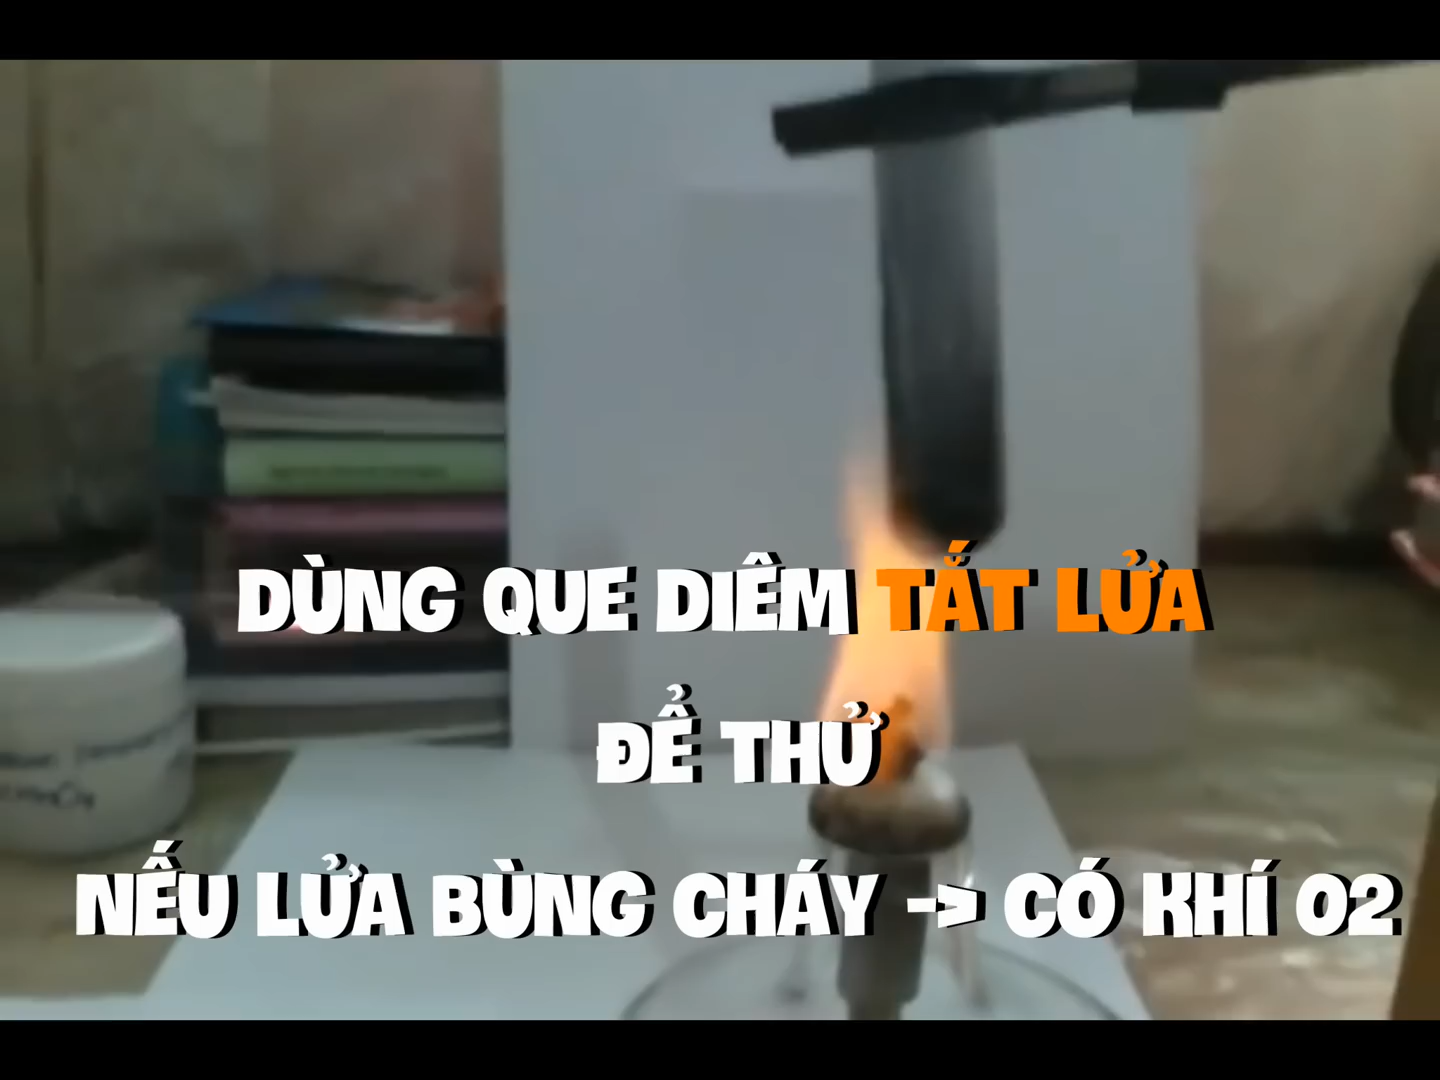 DÙNG QUE DIÊM TẮT LỬA
ĐỂ THỬ
NẾU LỬA BÙNG CHÁY -> CÓ KHÍ O2